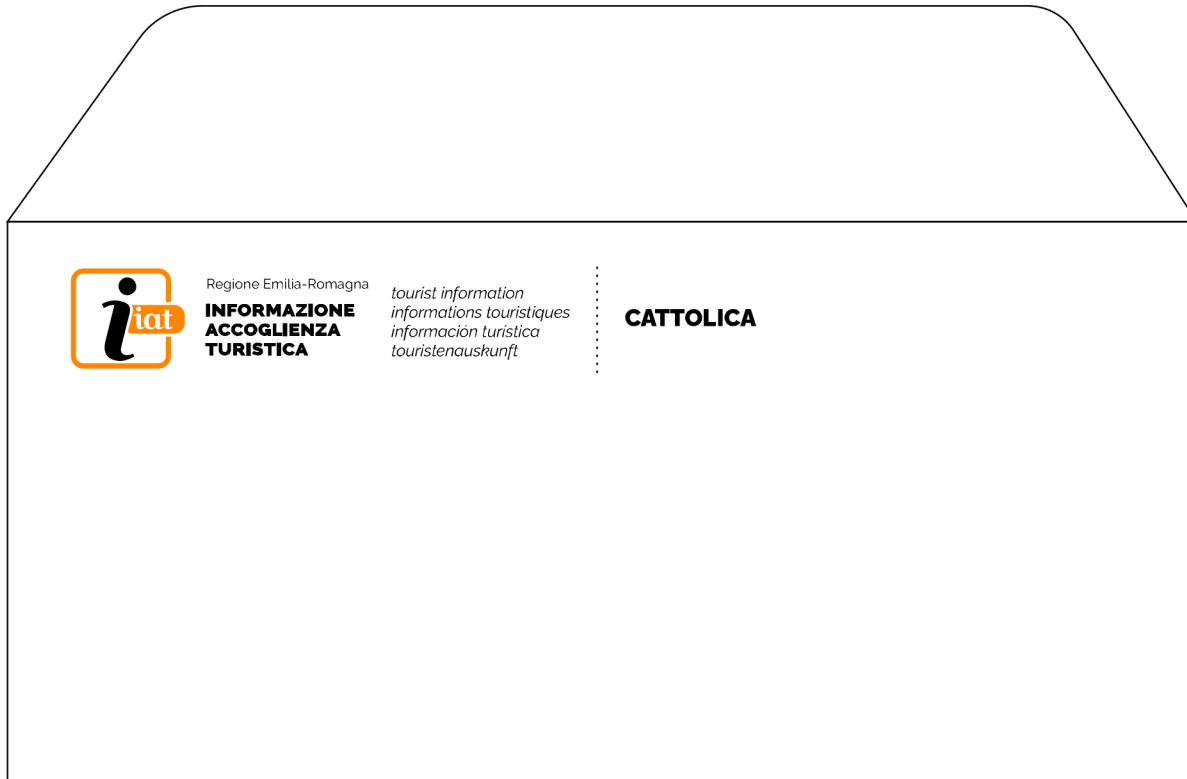 iat
Regione Emilia-Romagna
INFORMAZIONE
ACCOGLIENZA
TURISTICA
tourist information
informations touristiques
información turística
touristenauskunft
CATTOLICA